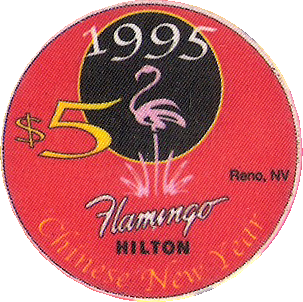 1995
$5
Reno, NV
Flamingo
HILTON
Chinese New Year